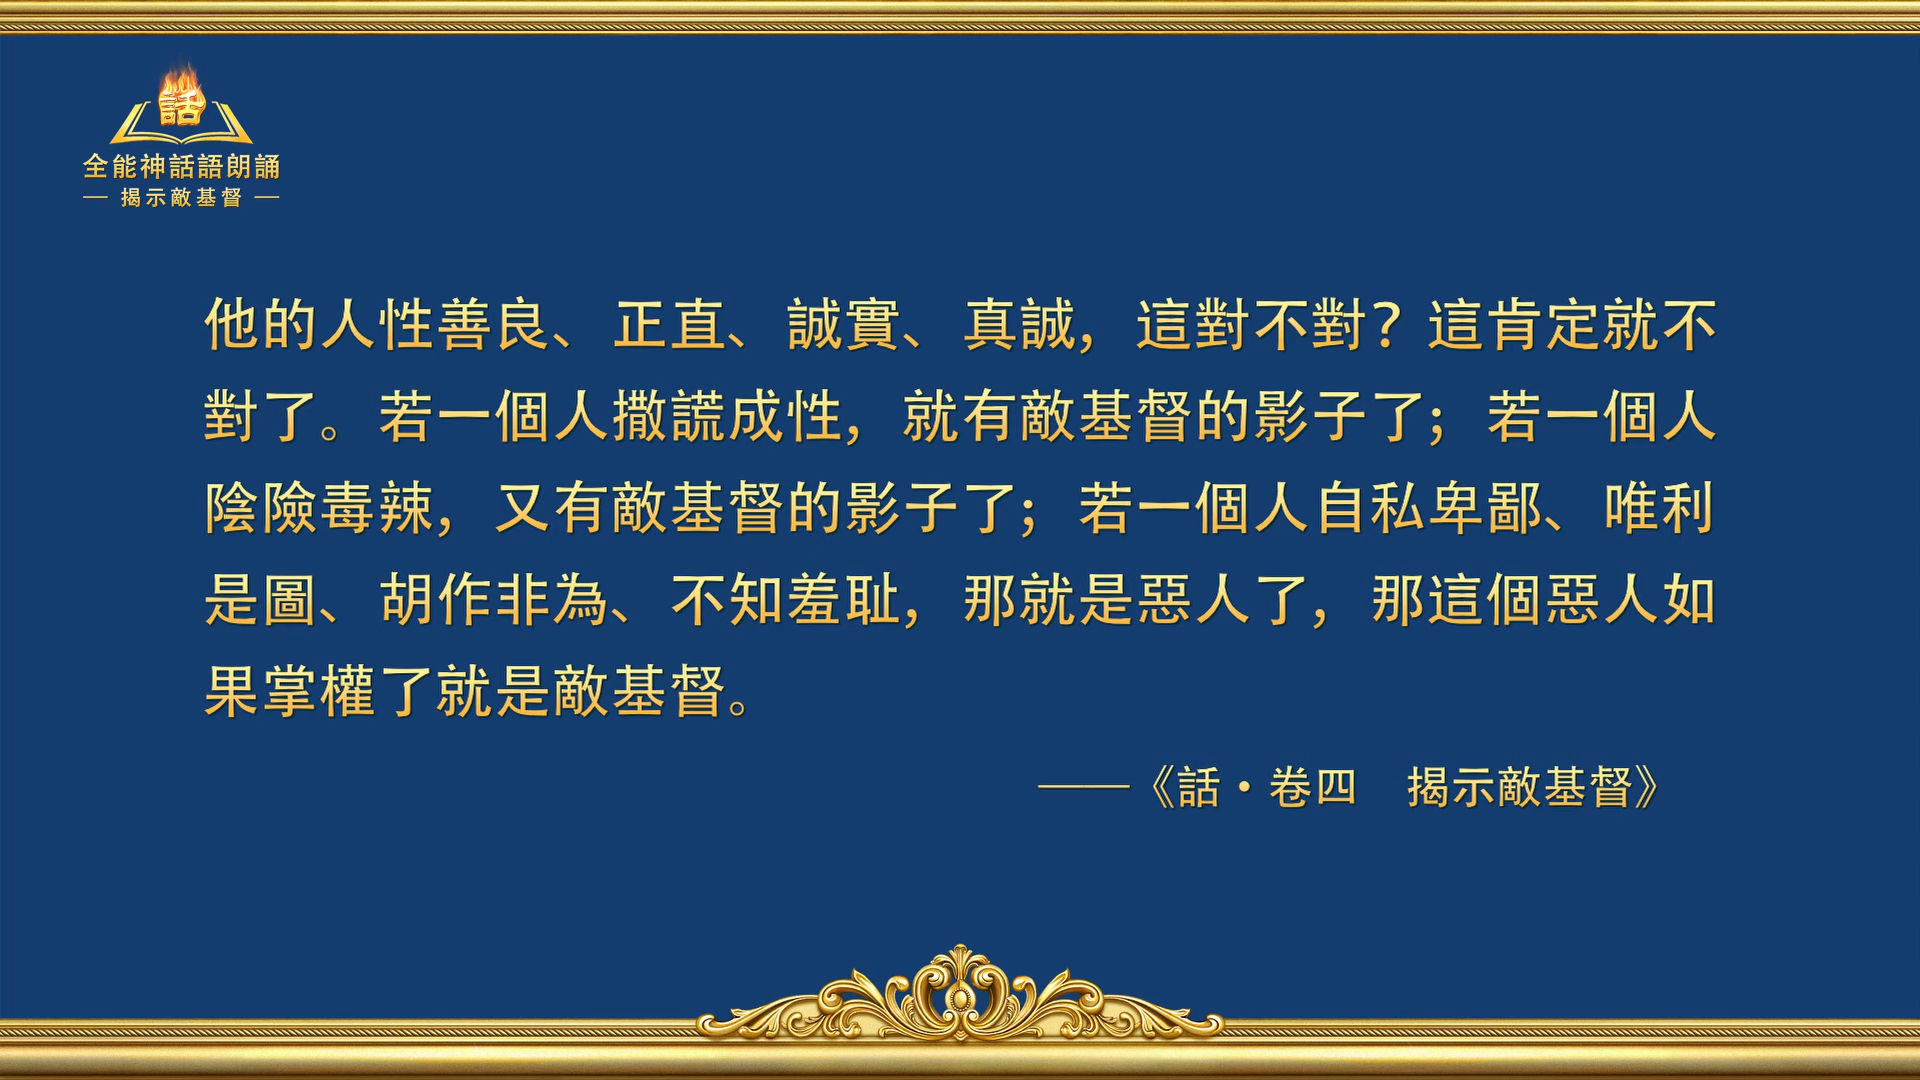 話
全能神話語朗誦
— 揭示敵基督 —
他的人性善良、正直、誠實、真誠，這對不對？這肯定就不
對了。若一個人撒謊成性，就有敵基督的影子了；若一個人
陰險毒辣，又有敵基督的影子了；若一個人自私卑鄙、唯利
是圖、胡作非為、不知羞耻，那就是惡人了，那這個惡人如
果掌權了就是敵基督。
——《話・卷四　揭示敵基督》